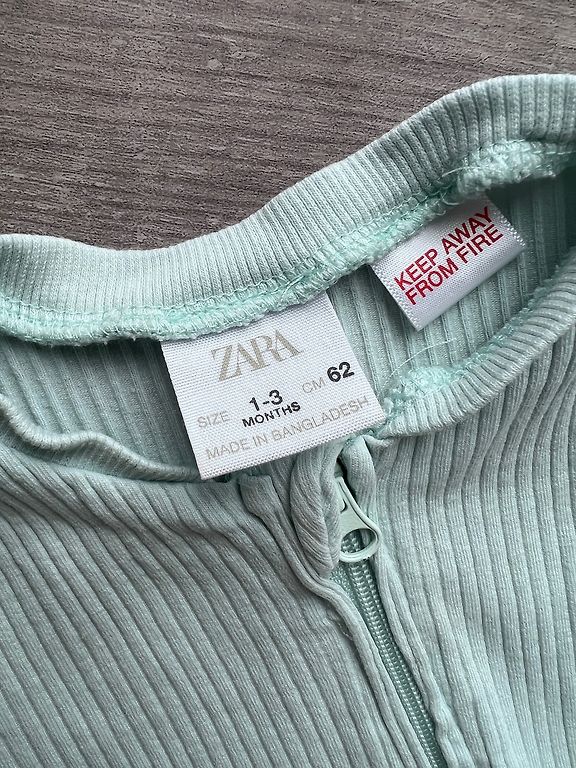 ZARA
SIZE 1-3 MONTHS CM 62
MADE IN BANGLADESH
KEEP AWAY
FROM FIRE